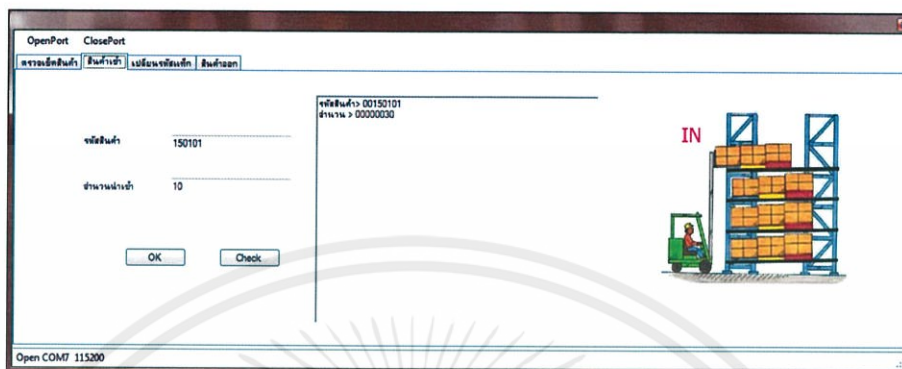 OpenPort ClosePort
ตรวจเช็คสินค้า สินค้าเข้า เปลี่ยนรหัสแท็ก สินค้าออก
รหัสสินค้า> 00150101
จำนวน > 00000030
รหัสสินค้า 150101
จำนวนนำเข้า 10
OK Check
IN
Open COM7 115200